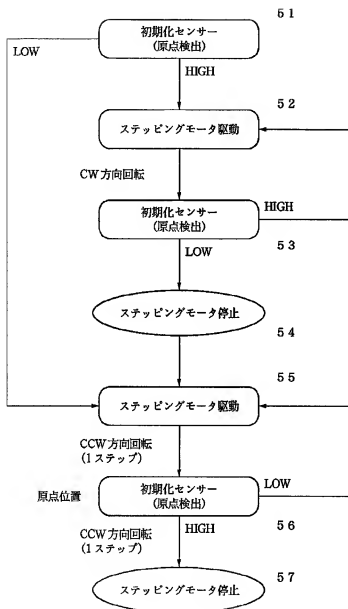 ５１
初期化センサー
(原点検出)
LOW
HIGH
５２
ステッピングモータ駆動
CW方向回転
初期化センサー
(原点検出)
HIGH
５３
LOW
ステッピングモータ停止
５４
５５
ステッピングモータ駆動
CCW方向回転
(１ステップ)
原点位置
初期化センサー
(原点検出)
LOW
５６
CCW方向回転
(１ステップ)
HIGH
５７
ステッピングモータ停止